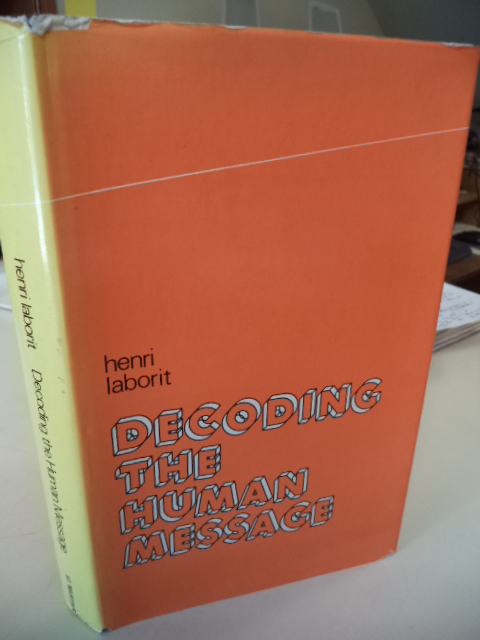 henri
laborit
DECODING
THE
HUMAN
MESSAGE
henri laborit Decoding the Human Message